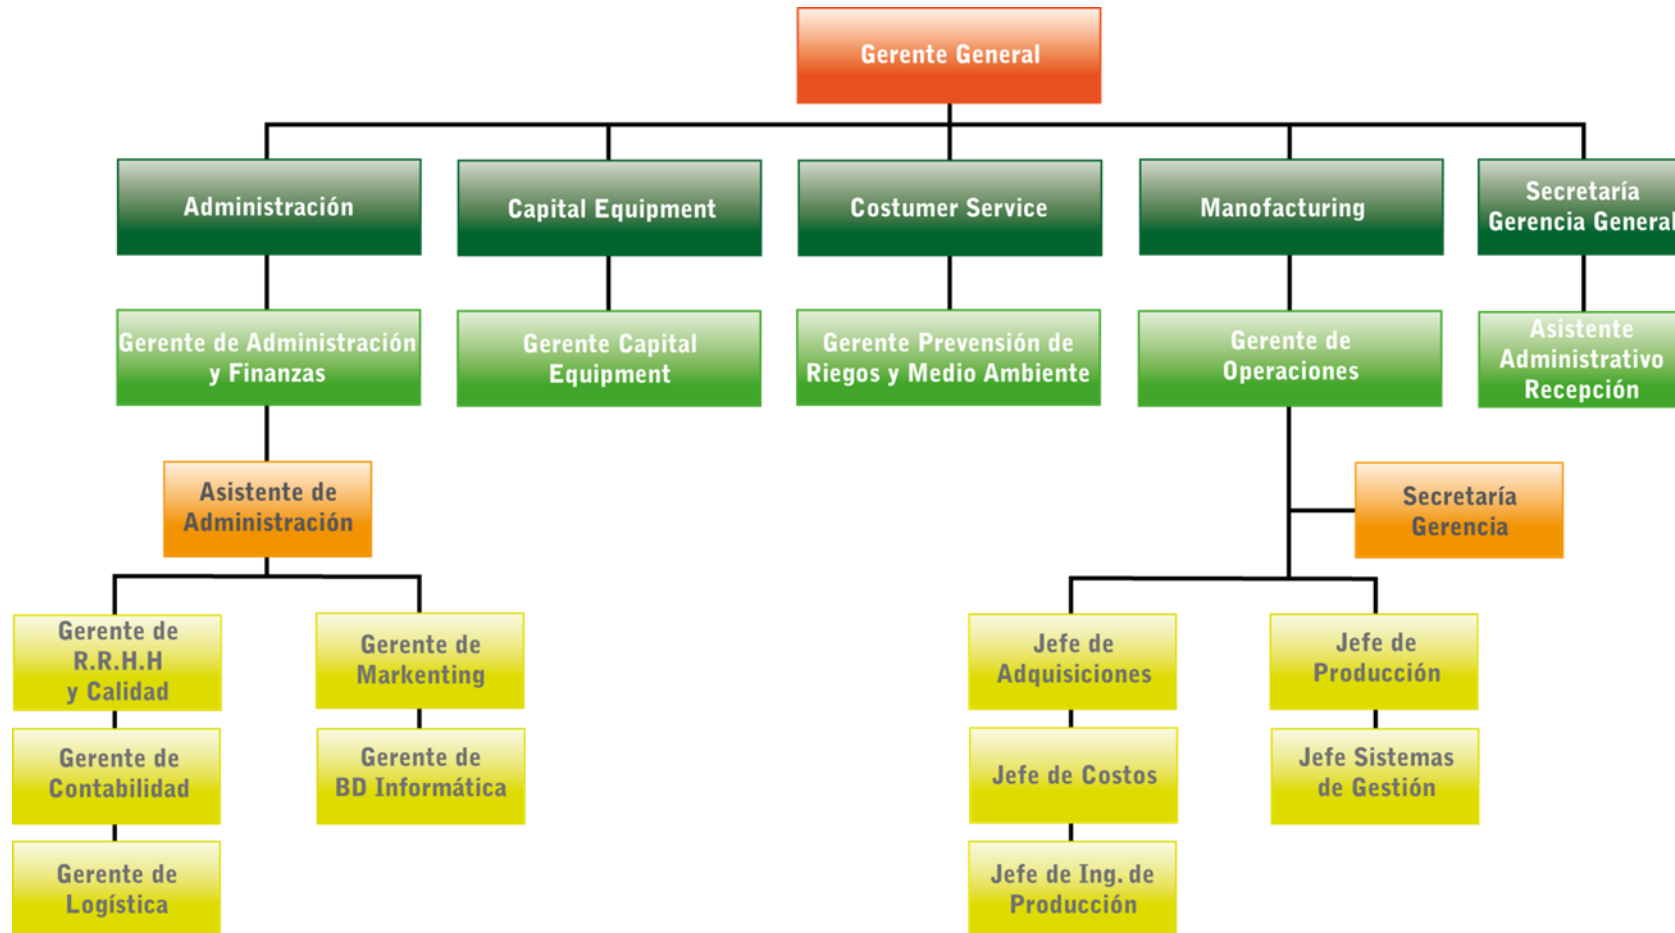 Gerente General
Administración
Capital Equipment
Costumer Service
Manofacturing
Secretaría
Gerencia General
Gerente de Administración
y Finanzas
Gerente Capital
Equipment
Gerente Prevención de
Riegos y Medio Ambiente
Gerente de
Operaciones
Asistente
Administrativo
Recepción
Asistente de
Administración
Secretaría
Gerencia
Gerente de
R.R.H.H
y Calidad
Gerente de
Markenting
Jefe de
Adquisiciones
Jefe de
Producción
Gerente de
Contabilidad
Gerente de
BD Informática
Jefe de Costos
Jefe Sistemas
de Gestión
Gerente de
Logística
Jefe de Ing. de
Producción